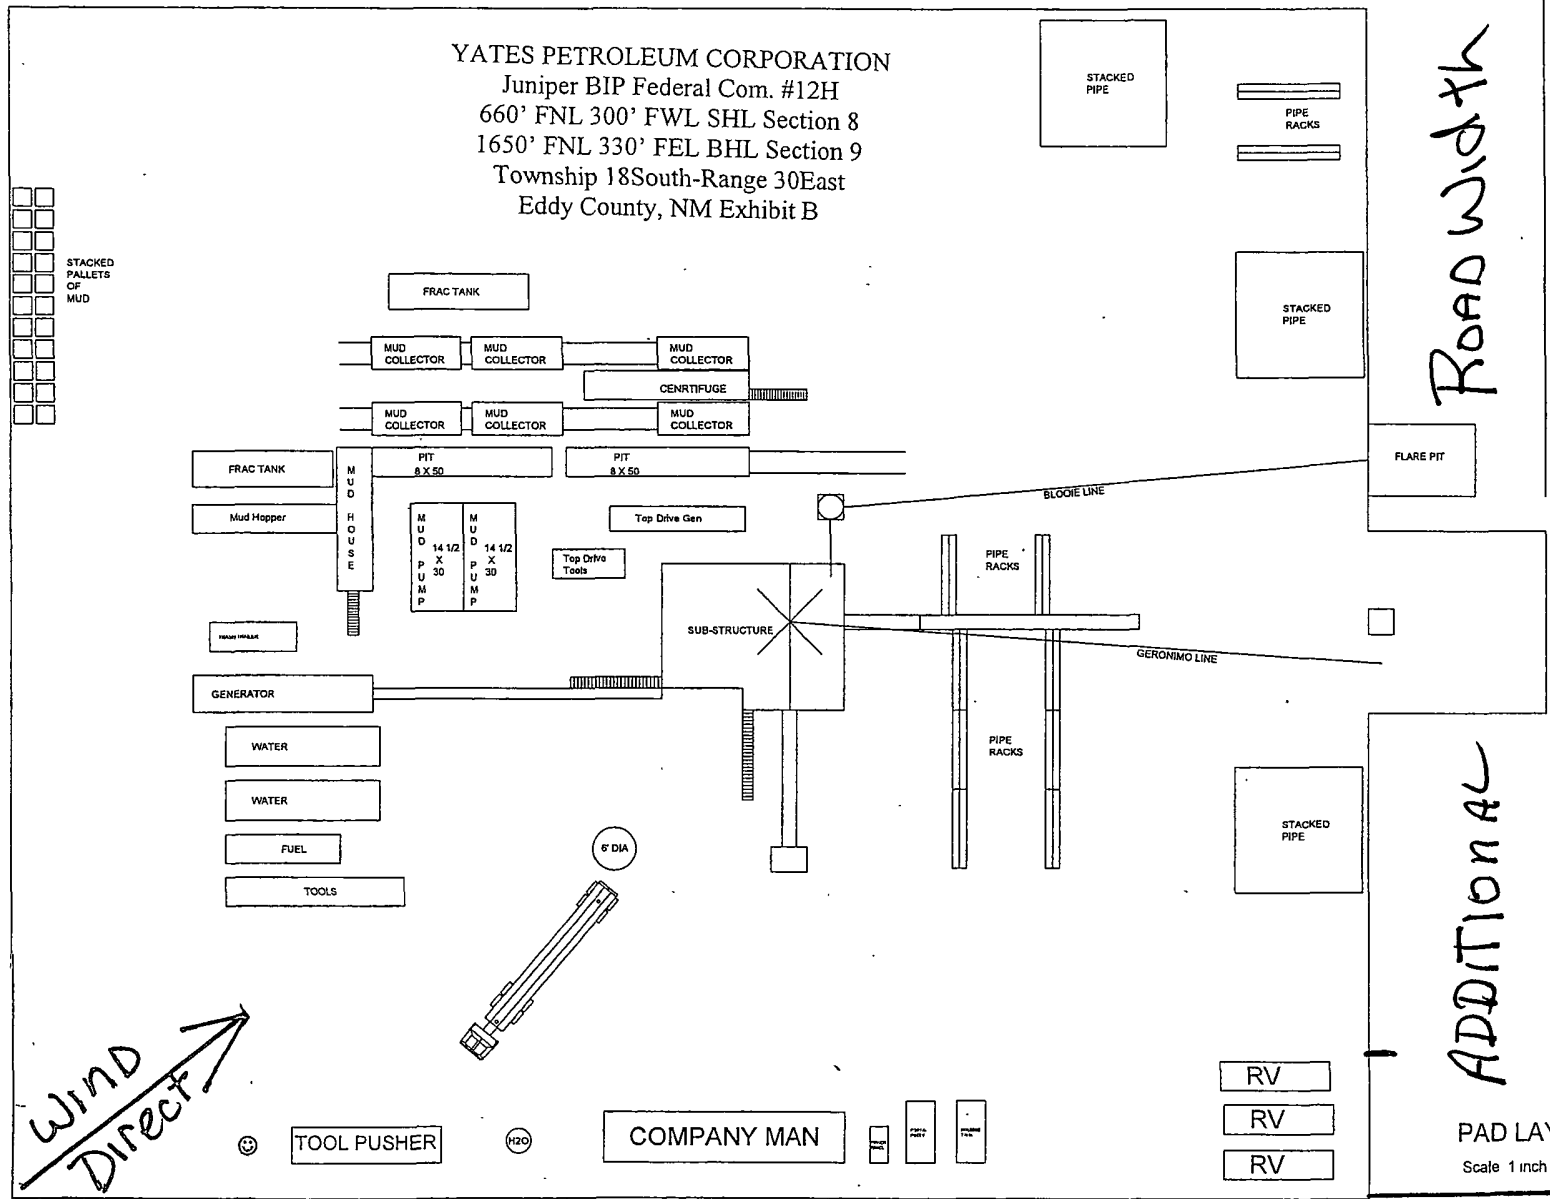 YATES PETROLEUM CORPORATION
Juniper BIP Federal Com. #12H
660' FNL 300' FWL SHL Section 8
1650' FNL 330' FEL BHL Section 9
Township 18South-Range 30East
Eddy County, NM Exhibit B
STACKED
PIPE
PIPE
RACKS
ROAD Width
STACKED
PALLETS
OF
MUD
STACKED
PIPE
FRAC TANK
MUD
COLLECTOR
MUD
COLLECTOR
MUD
COLLECTOR
CENRTIFUGE
MUD
COLLECTOR
MUD
COLLECTOR
MUD
COLLECTOR
PIT
8 X 50
PIT
8 X 50
FRAC TANK
MUD HOUSE
FLARE PIT
BLOOIE LINE
Mud Hopper
MUD PUMP
14 1/2
X
30
MUD PUMP
14 1/2
X
30
Top Drive Gen
Top Drive
Tools
PIPE
RACKS
SUB-STRUCTURE
GERONIMO LINE
GENERATOR
WATER
PIPE
RACKS
WATER
STACKED
PIPE
FUEL
6' DIA
TOOLS
ADDITIONAL
WIND
Direct
TOOL PUSHER
H2O
COMPANY MAN
RV
RV
RV
PAD LAY
Scale 1 inch